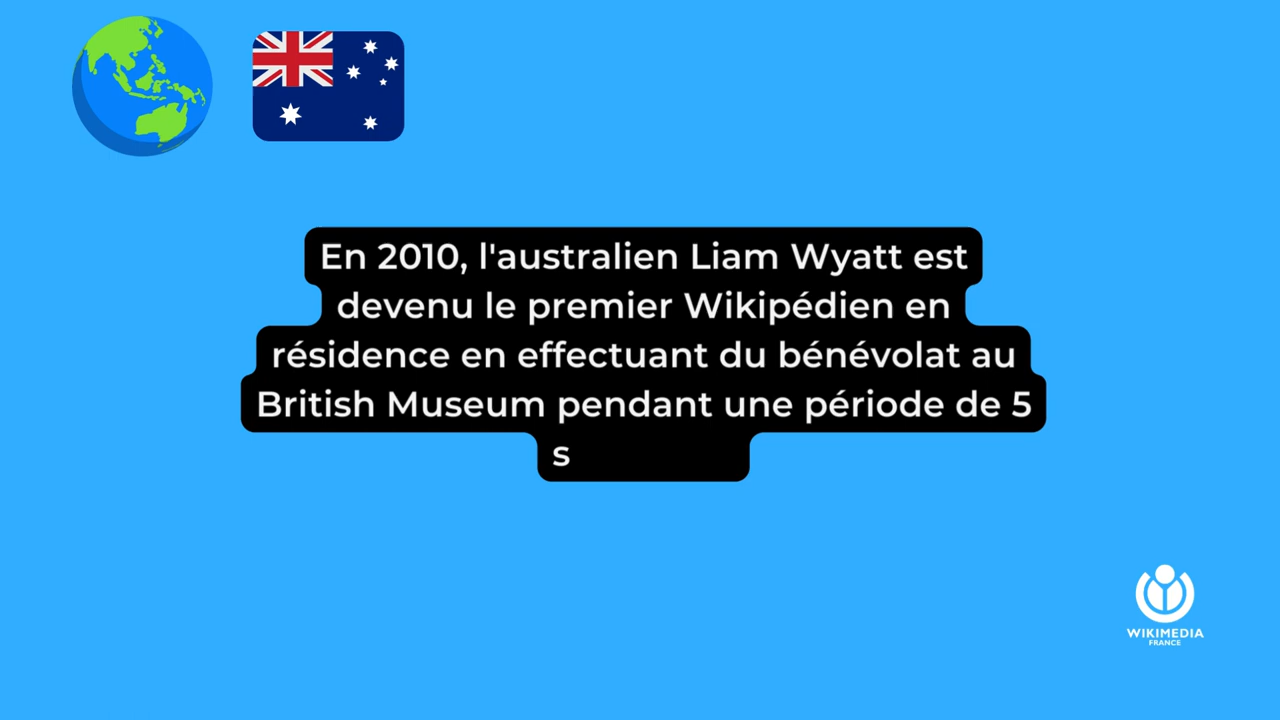 En 2010, l'australien Liam Wyatt est
devenu le premier Wikipédien en
résidence en effectuant du bénévolat au
British Museum pendant une période de 5
s
WIKIMEDIA
FRANCE